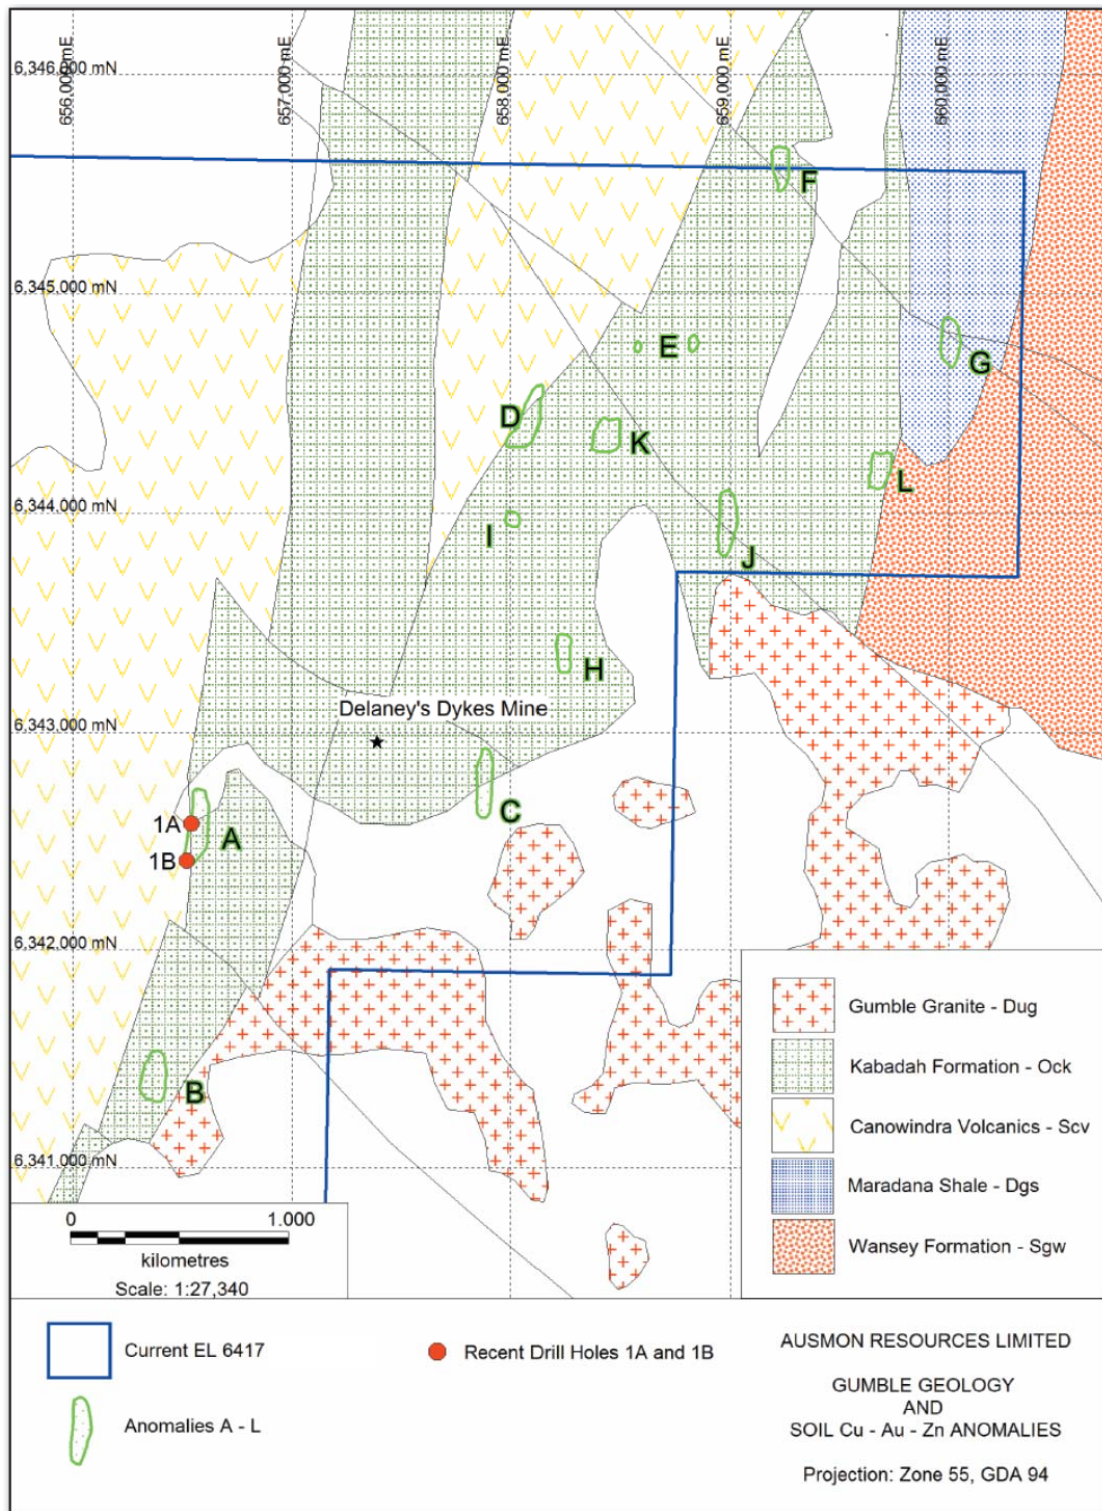 656,000 mE
657,000 mE
658,000 mE
659,000 mE
660,000 mE
6,346,000 mN
F
6,345,000 mN
E
G
D
K
L
6,344,000 mN
I
J
H
Delaney's Dykes Mine
6,343,000 mN
C
1A
A
1B
6,342,000 mN
B
6,341,000 mN
0 1.000
kilometres
Scale: 1:27,340
Gumble Granite - Dug
Kabadah Formation - Ock
Canowindra Volcanics - Scv
Maradana Shale - Dgs
Wansey Formation - Sgw
Current EL 6417
Anomalies A - L
Recent Drill Holes 1A and 1B
AUSMON RESOURCES LIMITED
GUMBLE GEOLOGY
AND
SOIL Cu - Au - Zn ANOMALIES
Projection: Zone 55, GDA 94